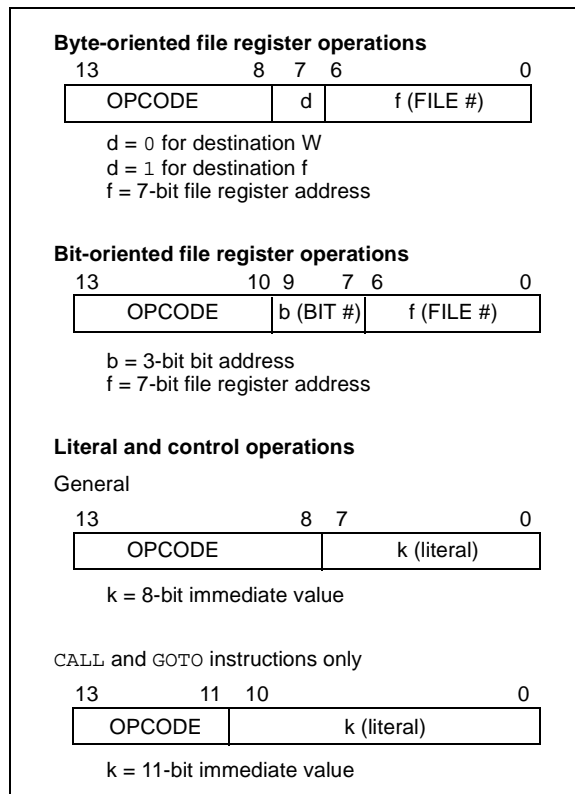 Byte-oriented file register operations
13 8 7 6 0
OPCODE d f (FILE #)
d = 0 for destination W
d = 1 for destination f
f = 7-bit file register address
Bit-oriented file register operations
13 10 9 7 6 0
OPCODE b (BIT #) f (FILE #)
b = 3-bit bit address
f = 7-bit file register address
Literal and control operations
General
13 8 7 0
OPCODE k (literal)
k = 8-bit immediate value
CALL and GOTO instructions only
13 11 10 0
OPCODE k (literal)
k = 11-bit immediate value